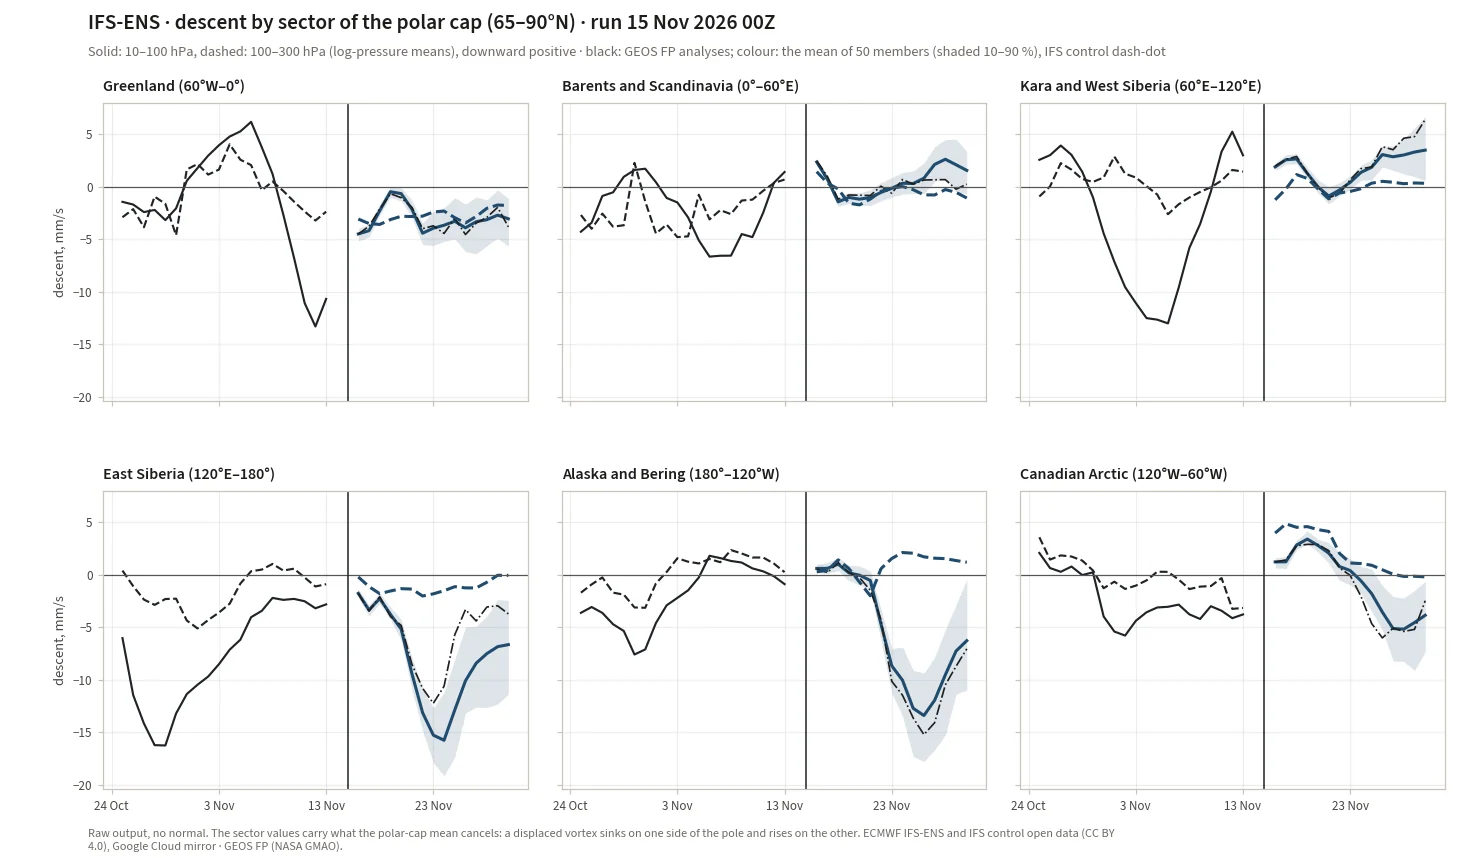 IFS-ENS · descent by sector of the polar cap (65–90°N) · run 15 Nov 2026 00Z
Solid: 10–100 hPa, dashed: 100–300 hPa (log-pressure means), downward positive · black: GEOS FP analyses; colour: the mean of 50 members (shaded 10–90 %), IFS control dash-dot
Greenland (60°W–0°)
Barents and Scandinavia (0°–60°E)
Kara and West Siberia (60°E–120°E)
5
0
−5
−10
−15
−20
descent, mm/s
East Siberia (120°E–180°)
Alaska and Bering (180°–120°W)
Canadian Arctic (120°W–60°W)
5
0
−5
−10
−15
−20
descent, mm/s
24 Oct 3 Nov 13 Nov 23 Nov
24 Oct 3 Nov 13 Nov 23 Nov
24 Oct 3 Nov 13 Nov 23 Nov
Raw output, no normal. The sector values carry what the polar-cap mean cancels: a displaced vortex sinks on one side of the pole and rises on the other. ECMWF IFS-ENS and IFS control open data (CC BY
4.0), Google Cloud mirror · GEOS FP (NASA GMAO).